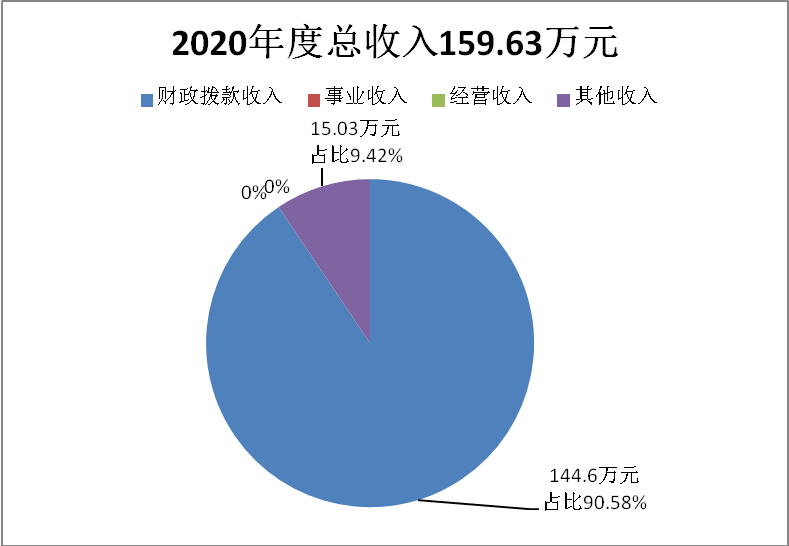 2020年度总收入159.63万元
财政拨款收入 事业收入 经营收入 其他收入
15.03万元
占比9.42%
0% 0%
144.6万元
占比90.58%